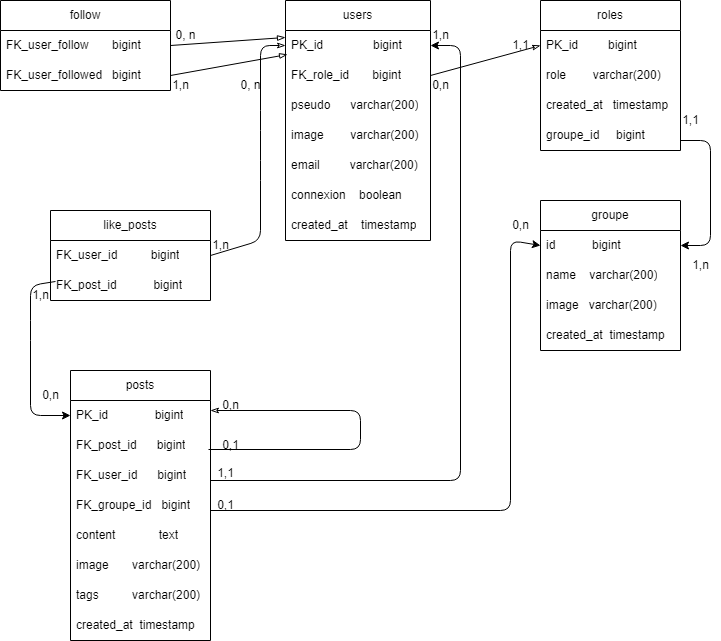 follow
FK_user_follow bigint
FK_user_followed bigint
0, n
1,n
users
PK_id bigint
FK_role_id bigint
pseudo varchar(200)
image varchar(200)
email varchar(200)
connexion boolean
created_at timestamp
1,n
0,n
1,1
roles
PK_id bigint
role varchar(200)
created_at timestamp
groupe_id bigint
1,1
0, n
like_posts
FK_user_id bigint
FK_post_id bigint
1,n
1,n
groupe
id bigint
name varchar(200)
image varchar(200)
created_at timestamp
0,n
1,n
0,n
posts
PK_id bigint
FK_post_id bigint
FK_user_id bigint
FK_groupe_id bigint
content text
image varchar(200)
tags varchar(200)
created_at timestamp
0,n
0,1
1,1
0,1